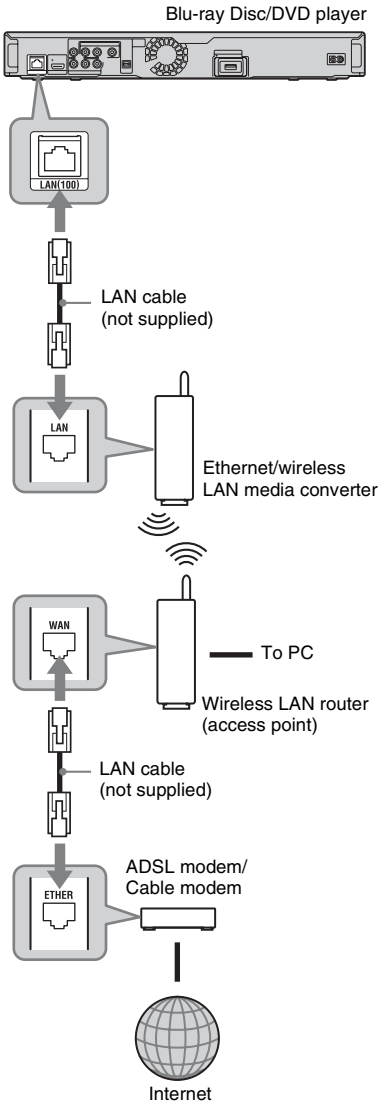 Blu-ray Disc/DVD player
LAN(100)
LAN cable
(not supplied)
LAN
Ethernet/wireless
LAN media converter
WAN
To PC
Wireless LAN router
(access point)
LAN cable
(not supplied)
ADSL modem/
Cable modem
ETHER
Internet